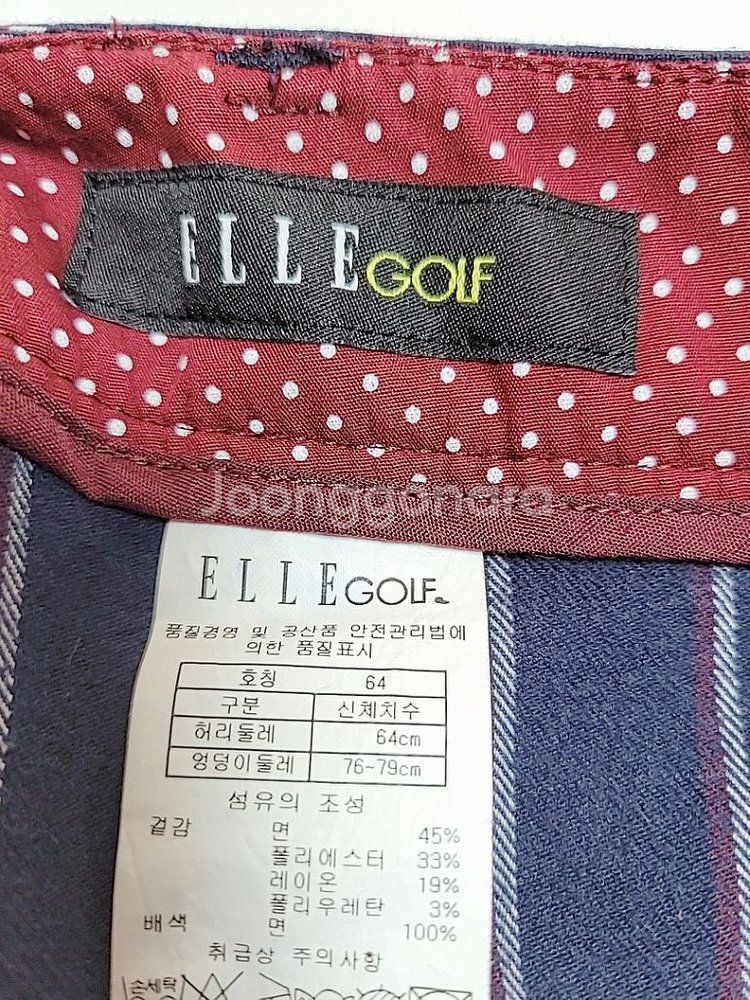 ELLE GOLF
Joonggonara
ELLE GOLF
품질경영 및 공산품 안전관리법에
의한 품질표시
호칭 64
구분 신체치수
허리둘레 64cm
엉덩이둘레 76~79cm
섬유의 조성
겉감 면 45%
폴리에스터 33%
레이온 19%
폴리우레탄 3%
배색 면 100%
취급상 주의사항
손세탁